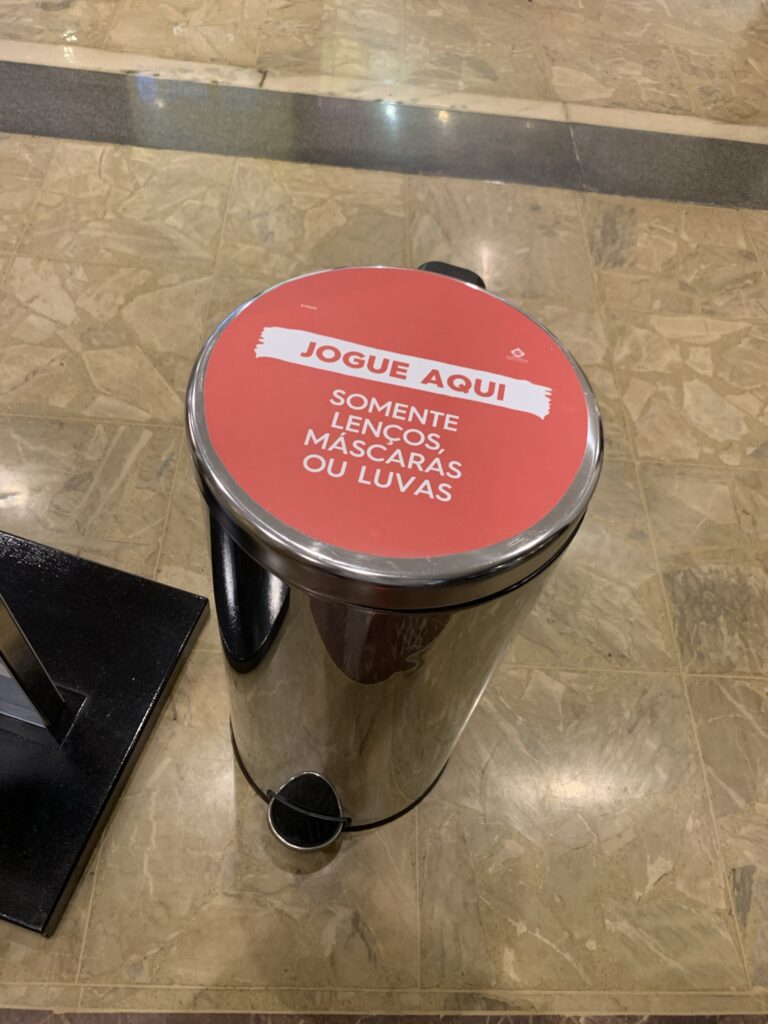 JOGUE AQUI
SOMENTE
LENÇOS,
MÁSCARAS
OU LUVAS